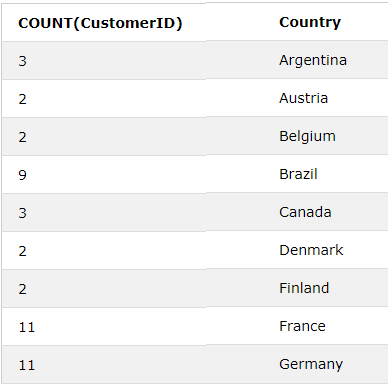 COUNT(CustomerID) Country
3 Argentina
2 Austria
2 Belgium
9 Brazil
3 Canada
2 Denmark
2 Finland
11 France
11 Germany